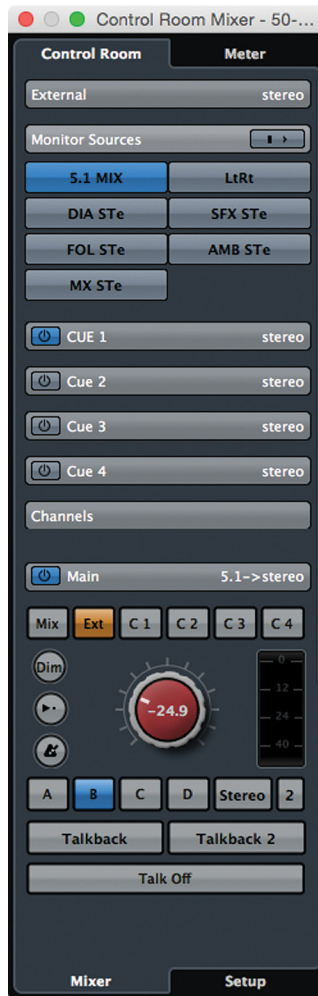 Control Room Mixer - 50-...
Control Room Meter
External stereo
Monitor Sources
5.1 MIX LtRt
DIA STe SFX STe
FOL STe AMB STe
MX STe
CUE 1 stereo
Cue 2 stereo
Cue 3 stereo
Cue 4 stereo
Channels
Main 5.1->stereo
Mix Ext C 1 C 2 C 3 C 4
Dim
0
12
-24.9
24
40
A B C D Stereo 2
Talkback Talkback 2
Talk Off
Mixer Setup